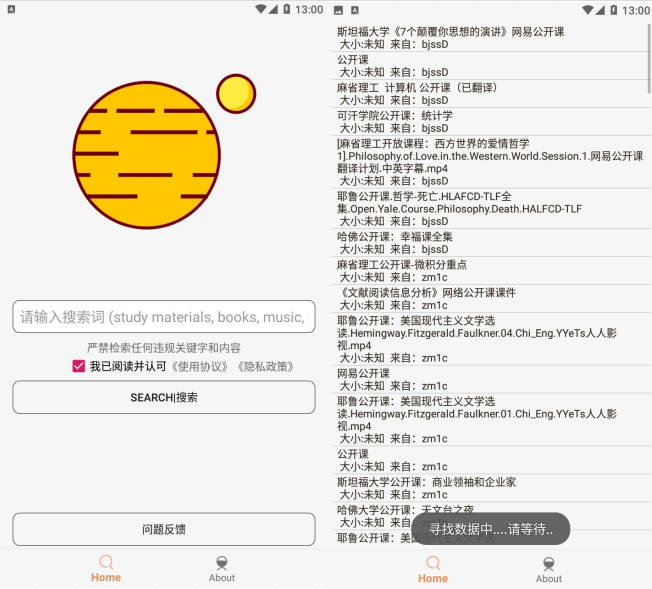 13:00
请输入搜索词 (study materials, books, music,
严禁检索任何违规关键字和内容
我已阅读并认可《使用协议》《隐私政策》
SEARCH|搜索
问题反馈
Home
About
13:00
斯坦福大学《7个颠覆你思想的演讲》网易公开课
大小:未知 来自：bjssD
公开课
大小:未知 来自：bjssD
麻省理工 计算机 公开课（已翻译）
大小:未知 来自：bjssD
可汗学院公开课：统计学
大小:未知 来自：bjssD
[麻省理工开放课程：西方世界的爱情哲学
1].Philosophy.of.Love.in.the.Western.World.Session.1.网易公开课
翻译计划.中英字幕.mp4
大小:未知 来自：bjssD
耶鲁公开课.哲学-死亡.HLAFCD-TLF全
集.Open.Yale.Course.Philosophy.Death.HALFCD-TLF
大小:未知 来自：bjssD
哈佛公开课：幸福课全集
大小:未知 来自：bjssD
麻省理工公开课-微积分重点
大小:未知 来自：zm1c
《文献阅读信息分析》网络公开课课件
大小:未知 来自：zm1c
耶鲁公开课：美国现代主义文学选
读.Hemingway.Fitzgerald.Faulkner.04.Chi_Eng.YYeTs人人影
视.mp4
大小:未知 来自：zm1c
网易公开课
大小:未知 来自：zm1c
耶鲁公开课：美国现代主义文学选
读.Hemingway.Fitzgerald.Faulkner.01.Chi_Eng.YYeTs人人影
视.mp4
大小:未知 来自：zm1c
公开课
大小:未知 来自：zm1c
斯坦福大学公开课：商业领袖和企业家
大小:未知 来自：zm1c
哈佛大学公开课：天文台之夜
大小:未知 来自：
寻找数据中....请等待..
耶鲁公开课：美国现代主义文学选
Home
About